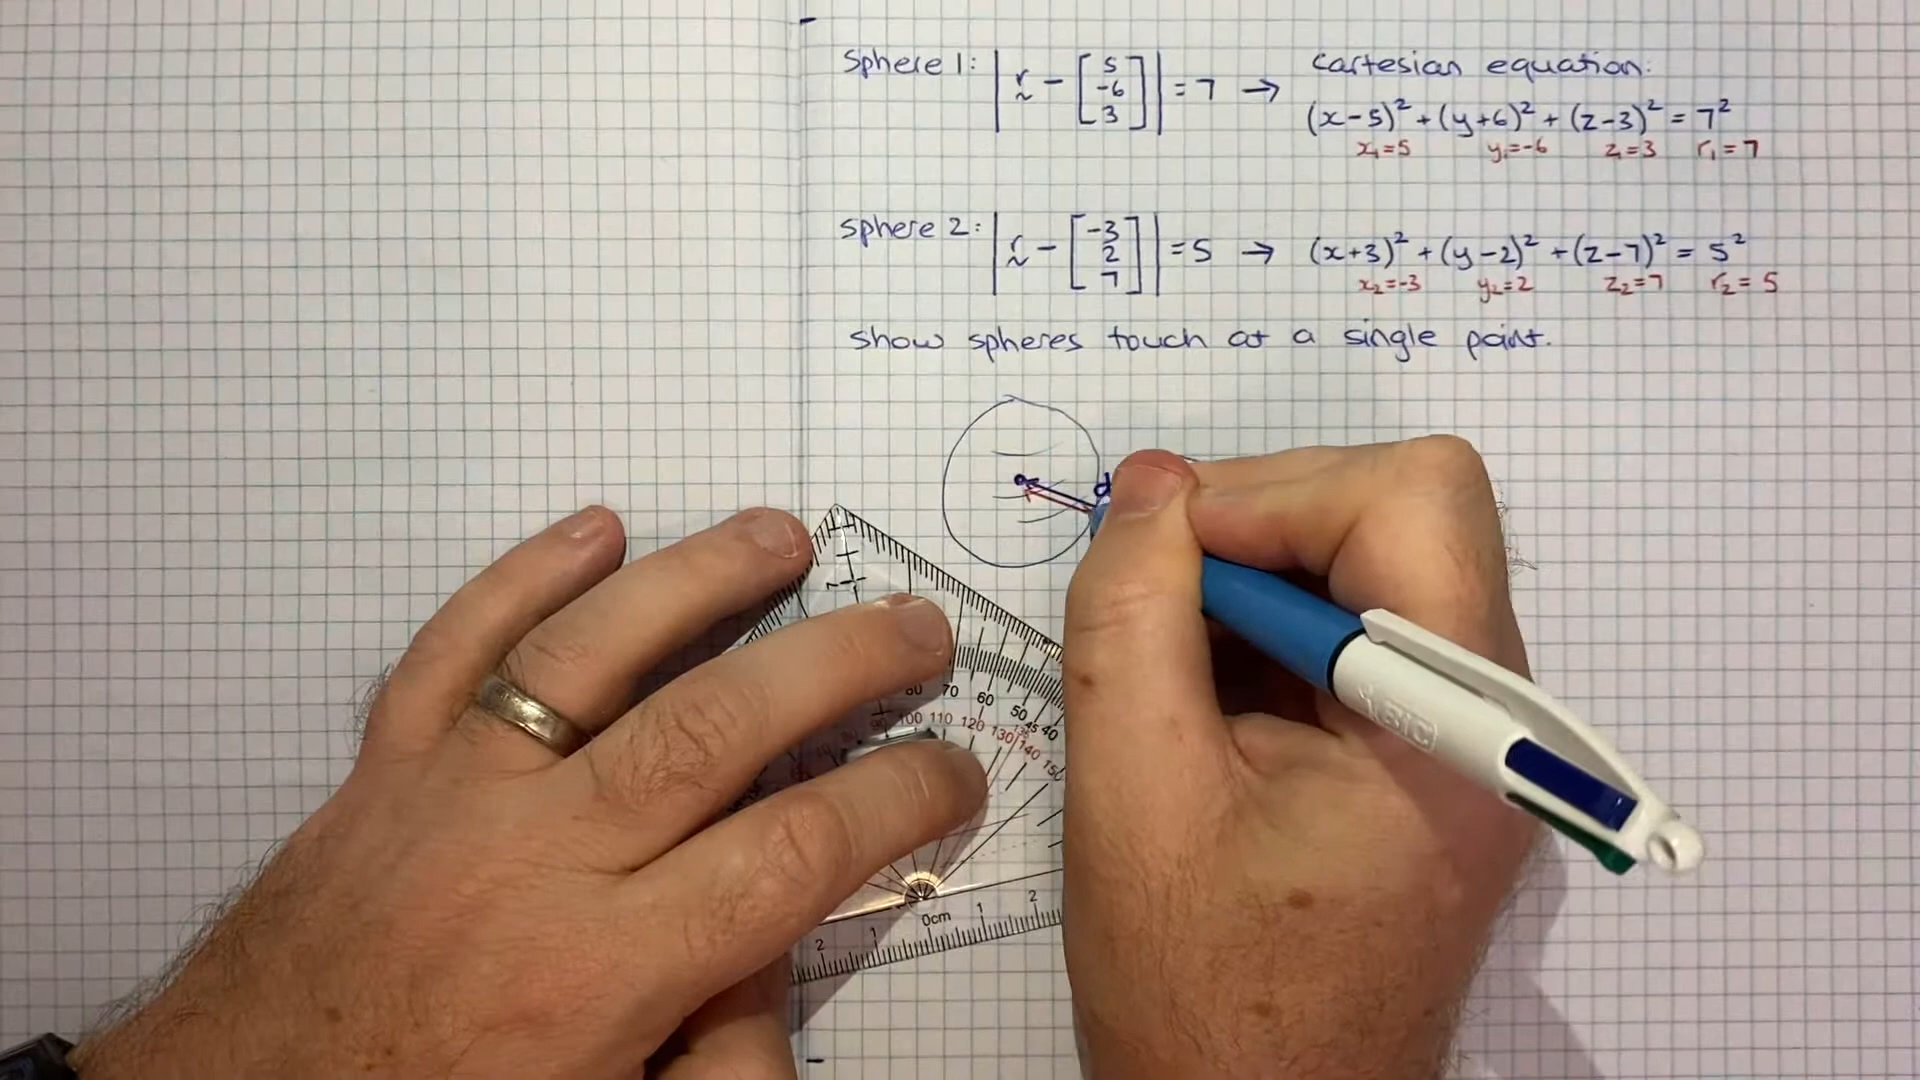 Sphere 1: | r~ − [5 -6 3] | = 7 → Cartesian equation:
(x−5)² + (y+6)² + (z−3)² = 7²
x₁=5 y₁=-6 z₁=3 r₁=7
Sphere 2: | r~ − [-3 2 7] | = 5 → (x+3)² + (y−2)² + (z−7)² = 5²
x₂=-3 y₂=2 z₂=7 r₂=5
show spheres touch at a single point.
d
80 70 60 50 45 40
100 110 120 130 135 140 150
2 1 0cm 1 2
BIC